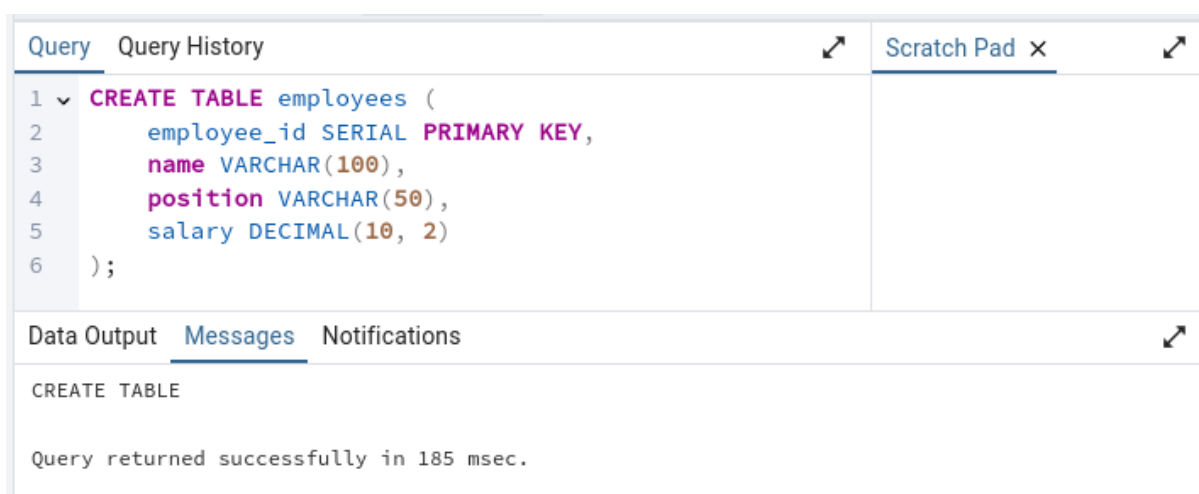 Query Query History Scratch Pad ×
1 CREATE TABLE employees (
2 employee_id SERIAL PRIMARY KEY,
3 name VARCHAR(100),
4 position VARCHAR(50),
5 salary DECIMAL(10, 2)
6 );
Data Output Messages Notifications
CREATE TABLE
Query returned successfully in 185 msec.